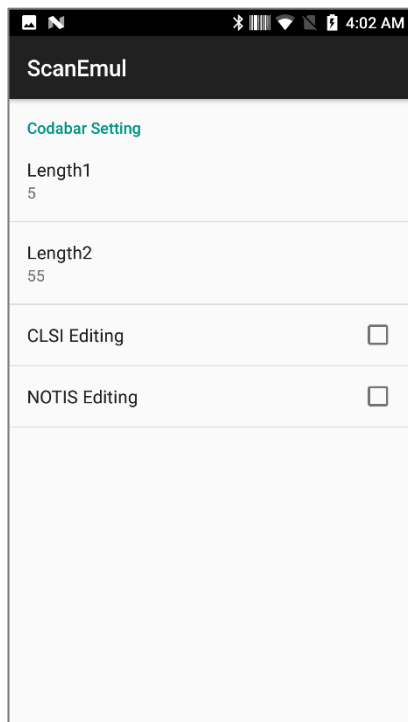 4:02 AM
ScanEmul
Codabar Setting
Length1
5
Length2
55
CLSI Editing
NOTIS Editing